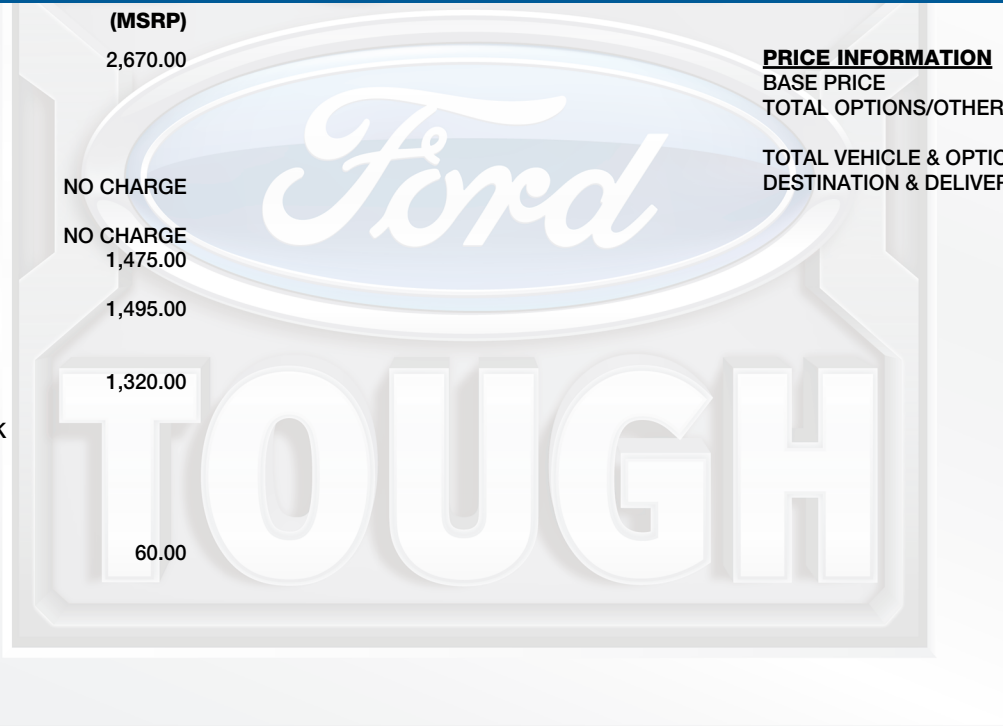 (MSRP)
2,670.00
NO CHARGE
NO CHARGE
1,475.00
1,495.00
1,320.00
K
60.00
PRICE INFORMATION
BASE PRICE
TOTAL OPTIONS/OTHER
TOTAL VEHICLE & OPTIO
DESTINATION & DELIVER
Ford
TOUGH